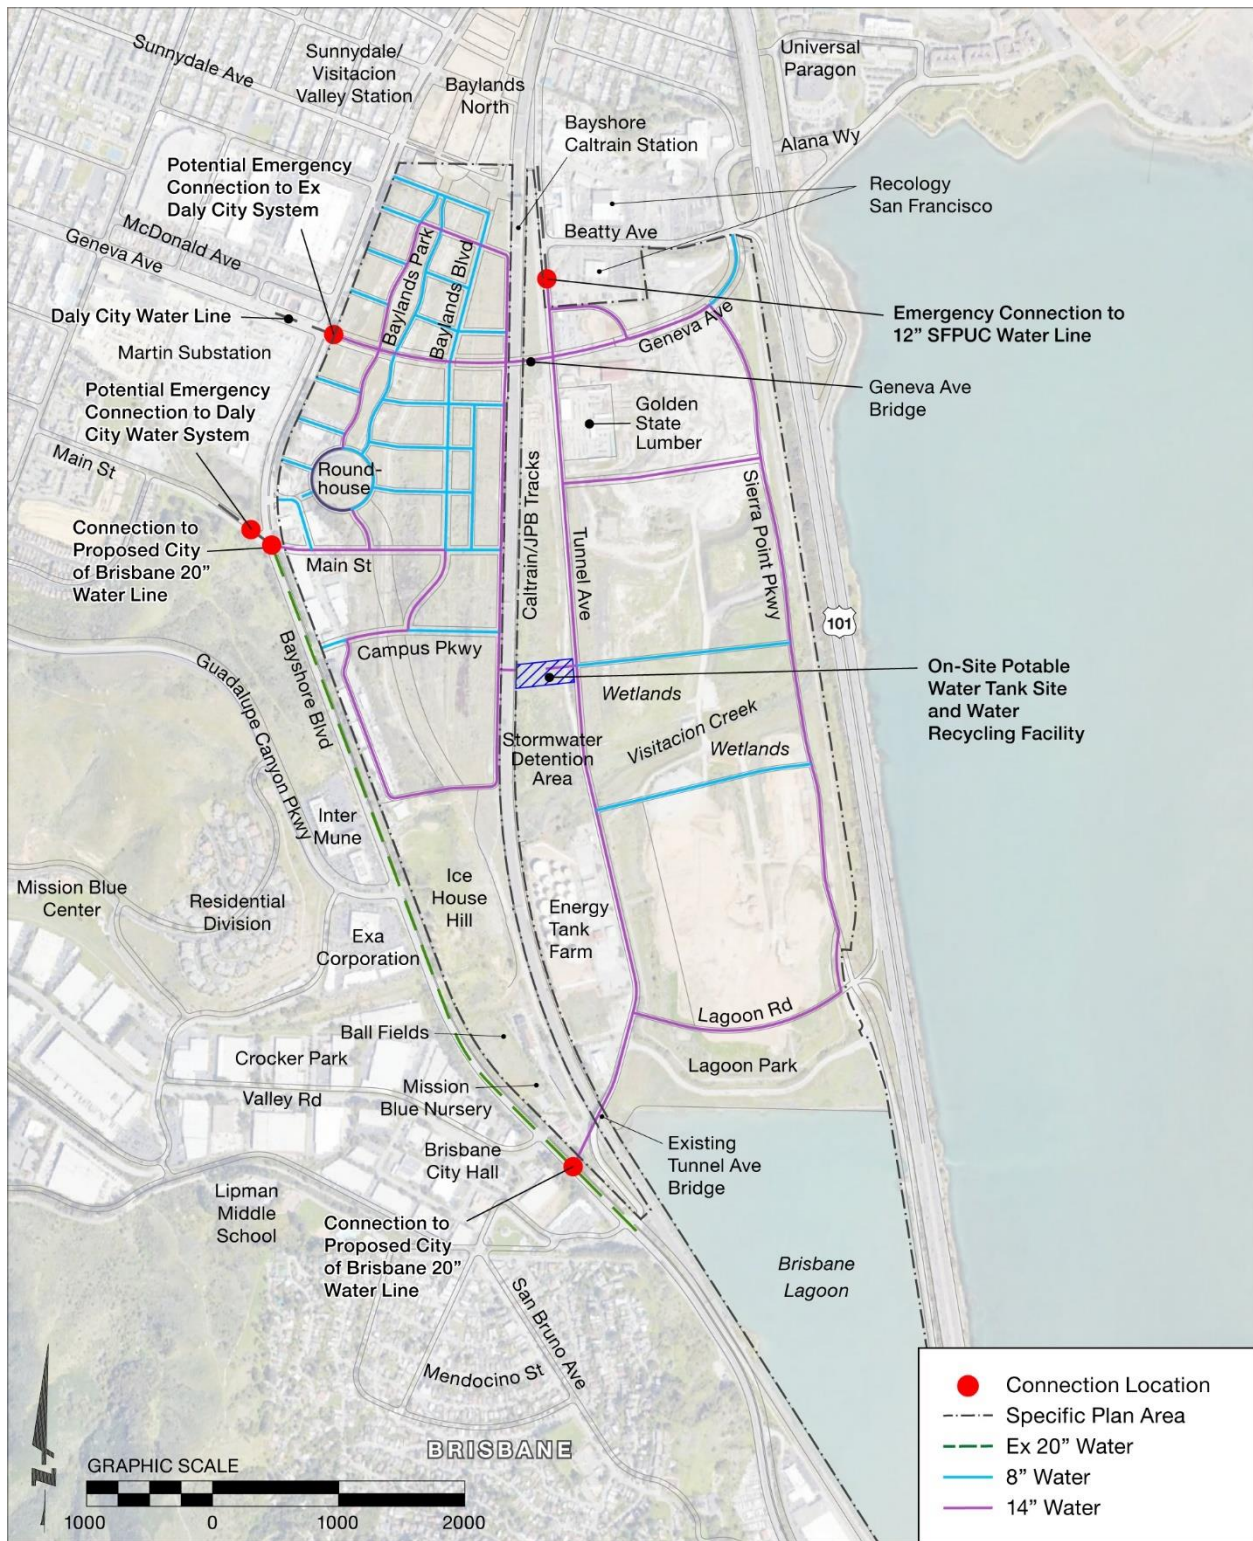 Sunnydale Ave
Sunnydale/
Visitacion
Valley Station
Baylands
North
Universal
Paragon
Bayshore
Caltrain Station
Alana Wy
Potential Emergency
Connection to Ex
Daly City System
Recology
San Francisco
McDonald Ave
Geneva Ave
Beatty Ave
Baylands Park
Baylands Blvd
Daly City Water Line
Martin Substation
Geneva Ave
Emergency Connection to
12” SFPUC Water Line
Potential Emergency
Connection to Daly
City Water System
Geneva Ave
Bridge
Golden
State
Lumber
Main St
Round-
house
Caltrain/JPB Tracks
Tunnel Ave
Sierra Point Pkwy
Connection to
Proposed City
of Brisbane 20”
Water Line
Main St
101
Bayshore Blvd
Campus Pkwy
Guadalupe Canyon Pkwy
On-Site Potable
Water Tank Site
and Water
Recycling Facility
Wetlands
Visitacion Creek
Wetlands
Stormwater
Detention
Area
Inter
Mune
Mission Blue
Center
Residential
Division
Ice
House
Hill
Energy
Tank
Farm
Exa
Corporation
Lagoon Rd
Ball Fields
Crocker Park
Lagoon Park
Valley Rd
Mission
Blue Nursery
Brisbane
City Hall
Existing
Tunnel Ave
Bridge
Lipman
Middle
School
Connection to
Proposed City
of Brisbane 20”
Water Line
Brisbane
Lagoon
San Bruno Ave
Mendocino St
BRISBANE
GRAPHIC SCALE
1000 0 1000 2000
Connection Location
Specific Plan Area
Ex 20” Water
8” Water
14” Water